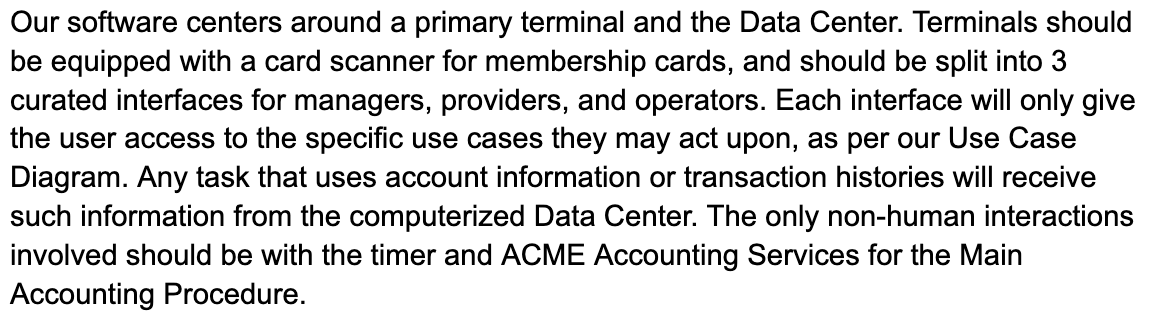 Our software centers around a primary terminal and the Data Center. Terminals should
be equipped with a card scanner for membership cards, and should be split into 3
curated interfaces for managers, providers, and operators. Each interface will only give
the user access to the specific use cases they may act upon, as per our Use Case
Diagram. Any task that uses account information or transaction histories will receive
such information from the computerized Data Center. The only non-human interactions
involved should be with the timer and ACME Accounting Services for the Main
Accounting Procedure.